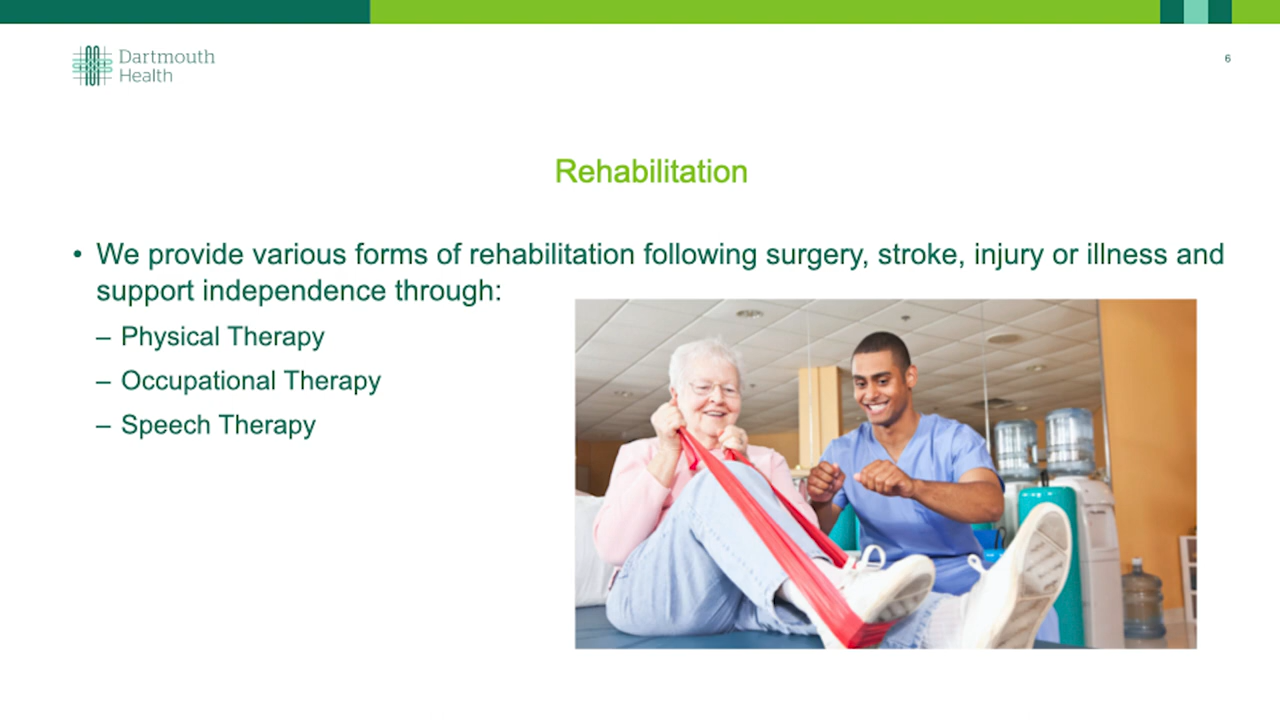 Dartmouth
Health
6
Rehabilitation
• We provide various forms of rehabilitation following surgery, stroke, injury or illness and
support independence through:
– Physical Therapy
– Occupational Therapy
– Speech Therapy